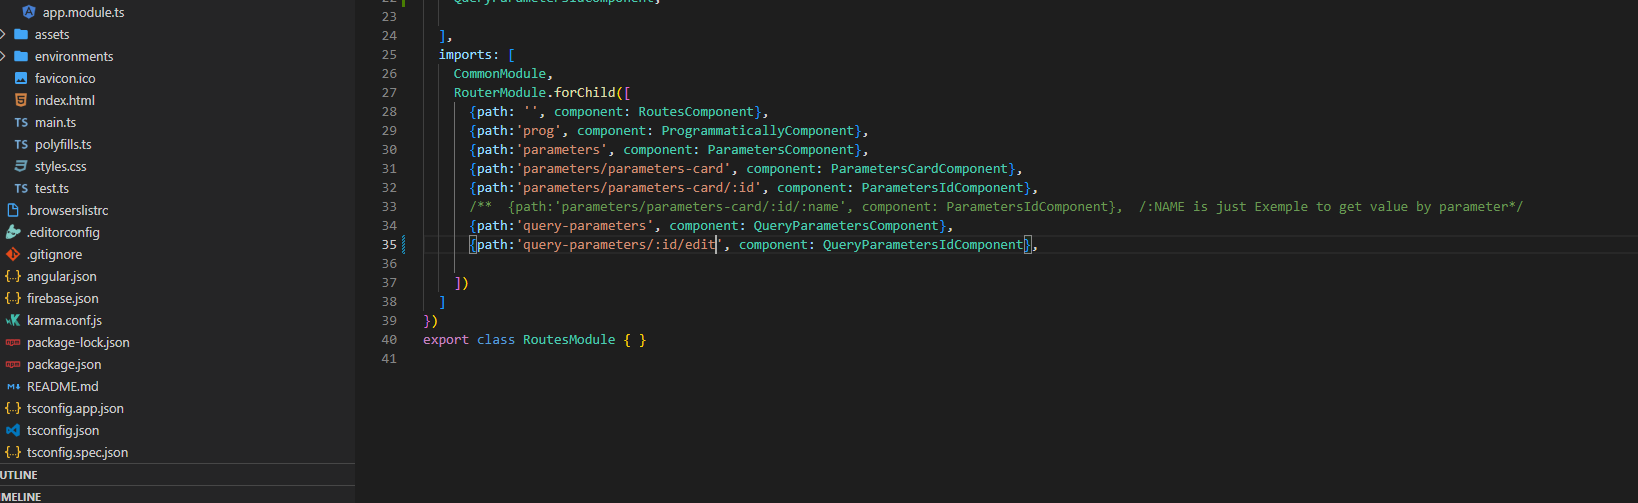 app.module.ts
assets
environments
favicon.ico
index.html
main.ts
polyfills.ts
styles.css
test.ts
.browserslistrc
.editorconfig
.gitignore
angular.json
firebase.json
karma.conf.js
package-lock.json
package.json
README.md
tsconfig.app.json
tsconfig.json
tsconfig.spec.json
UTLINE
IMELINE
22 QueryParametersIdComponent,
23
24 ],
25 imports: [
26 CommonModule,
27 RouterModule.forChild([
28 {path: '', component: RoutesComponent},
29 {path:'prog', component: ProgrammaticallyComponent},
30 {path:'parameters', component: ParametersComponent},
31 {path:'parameters/parameters-card', component: ParametersCardComponent},
32 {path:'parameters/parameters-card/:id', component: ParametersIdComponent},
33 /**  {path:'parameters/parameters-card/:id/:name', component: ParametersIdComponent},  /:NAME is just Exemple to get value by parameter*/
34 {path:'query-parameters', component: QueryParametersComponent},
35 {path:'query-parameters/:id/edit', component: QueryParametersIdComponent},
36
37 ])
38 ]
39 })
40 export class RoutesModule { }
41